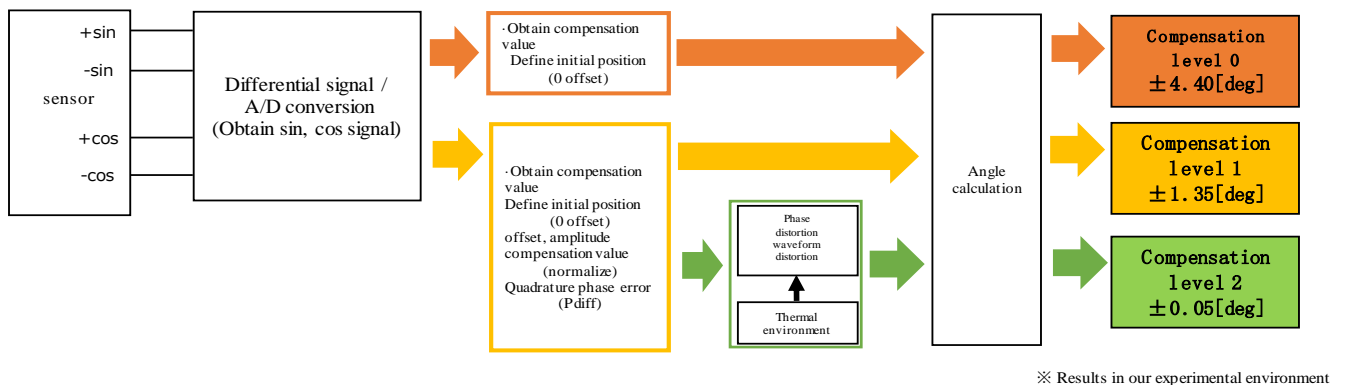 +sin
-sin
sensor
+cos
-cos
Differential signal /
A/D conversion
(Obtain sin, cos signal)
·Obtain compensation
value
Define initial position
(0 offset)
·Obtain compensation
value
Define initial position
(0 offset)
offset, amplitude
compensation value
(normalize)
Quadrature phase error
(Pdiff)
Phase
distortion
waveform
distortion
Thermal
environment
Angle
calculation
Compensation
level 0
±4.40[deg]
Compensation
level 1
±1.35[deg]
Compensation
level 2
±0.05[deg]
※ Results in our experimental environment